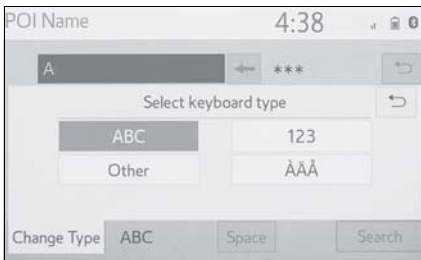 POI Name 4:38
A ***
Select keyboard type
ABC 123
Other ÀÄÅ
Change Type ABC Space Search